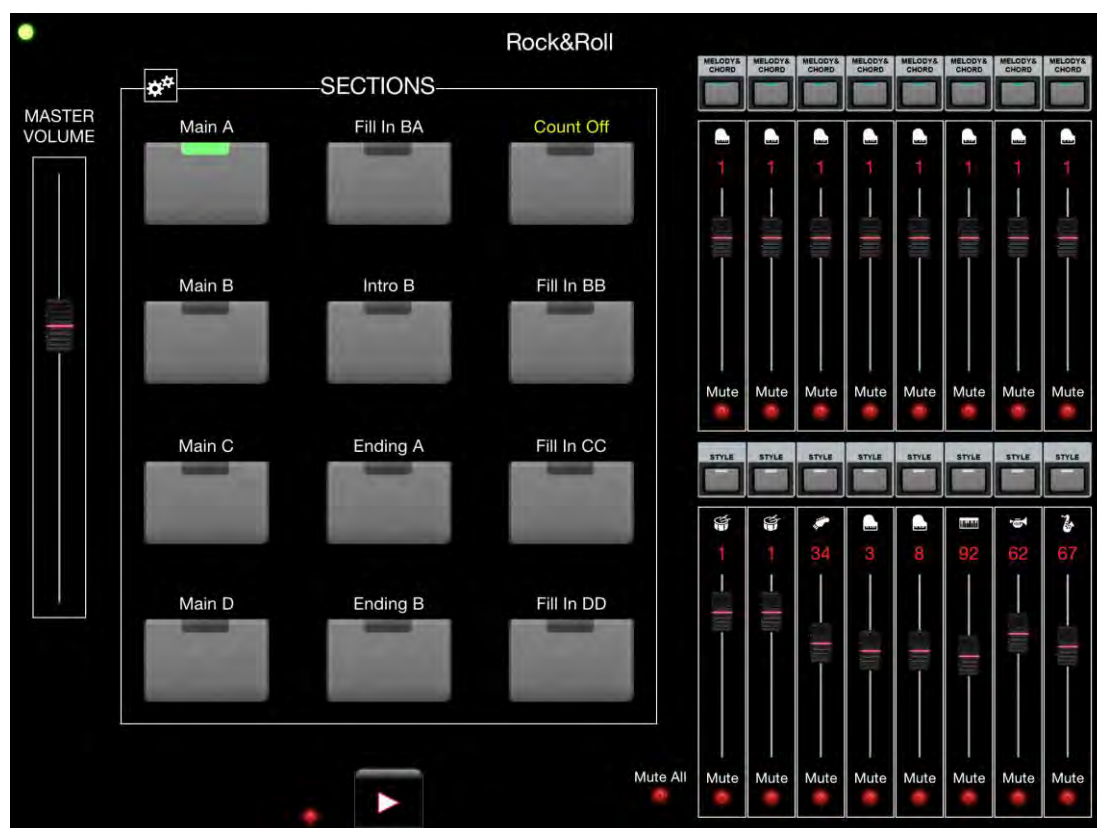 Rock&Roll
SECTIONS
MASTER
VOLUME
Main A Fill In BA Count Off
Main B Intro B Fill In BB
Main C Ending A Fill In CC
Main D Ending B Fill In DD
Mute All
MELODY& MELODY& MELODY& MELODY& MELODY& MELODY& MELODY& MELODY&
CHORD CHORD CHORD CHORD CHORD CHORD CHORD CHORD
1 1 1 1 1 1 1 1
Mute Mute Mute Mute Mute Mute Mute Mute
STYLE STYLE STYLE STYLE STYLE STYLE STYLE STYLE
1 1 34 3 8 92 62 67
Mute Mute Mute Mute Mute Mute Mute Mute